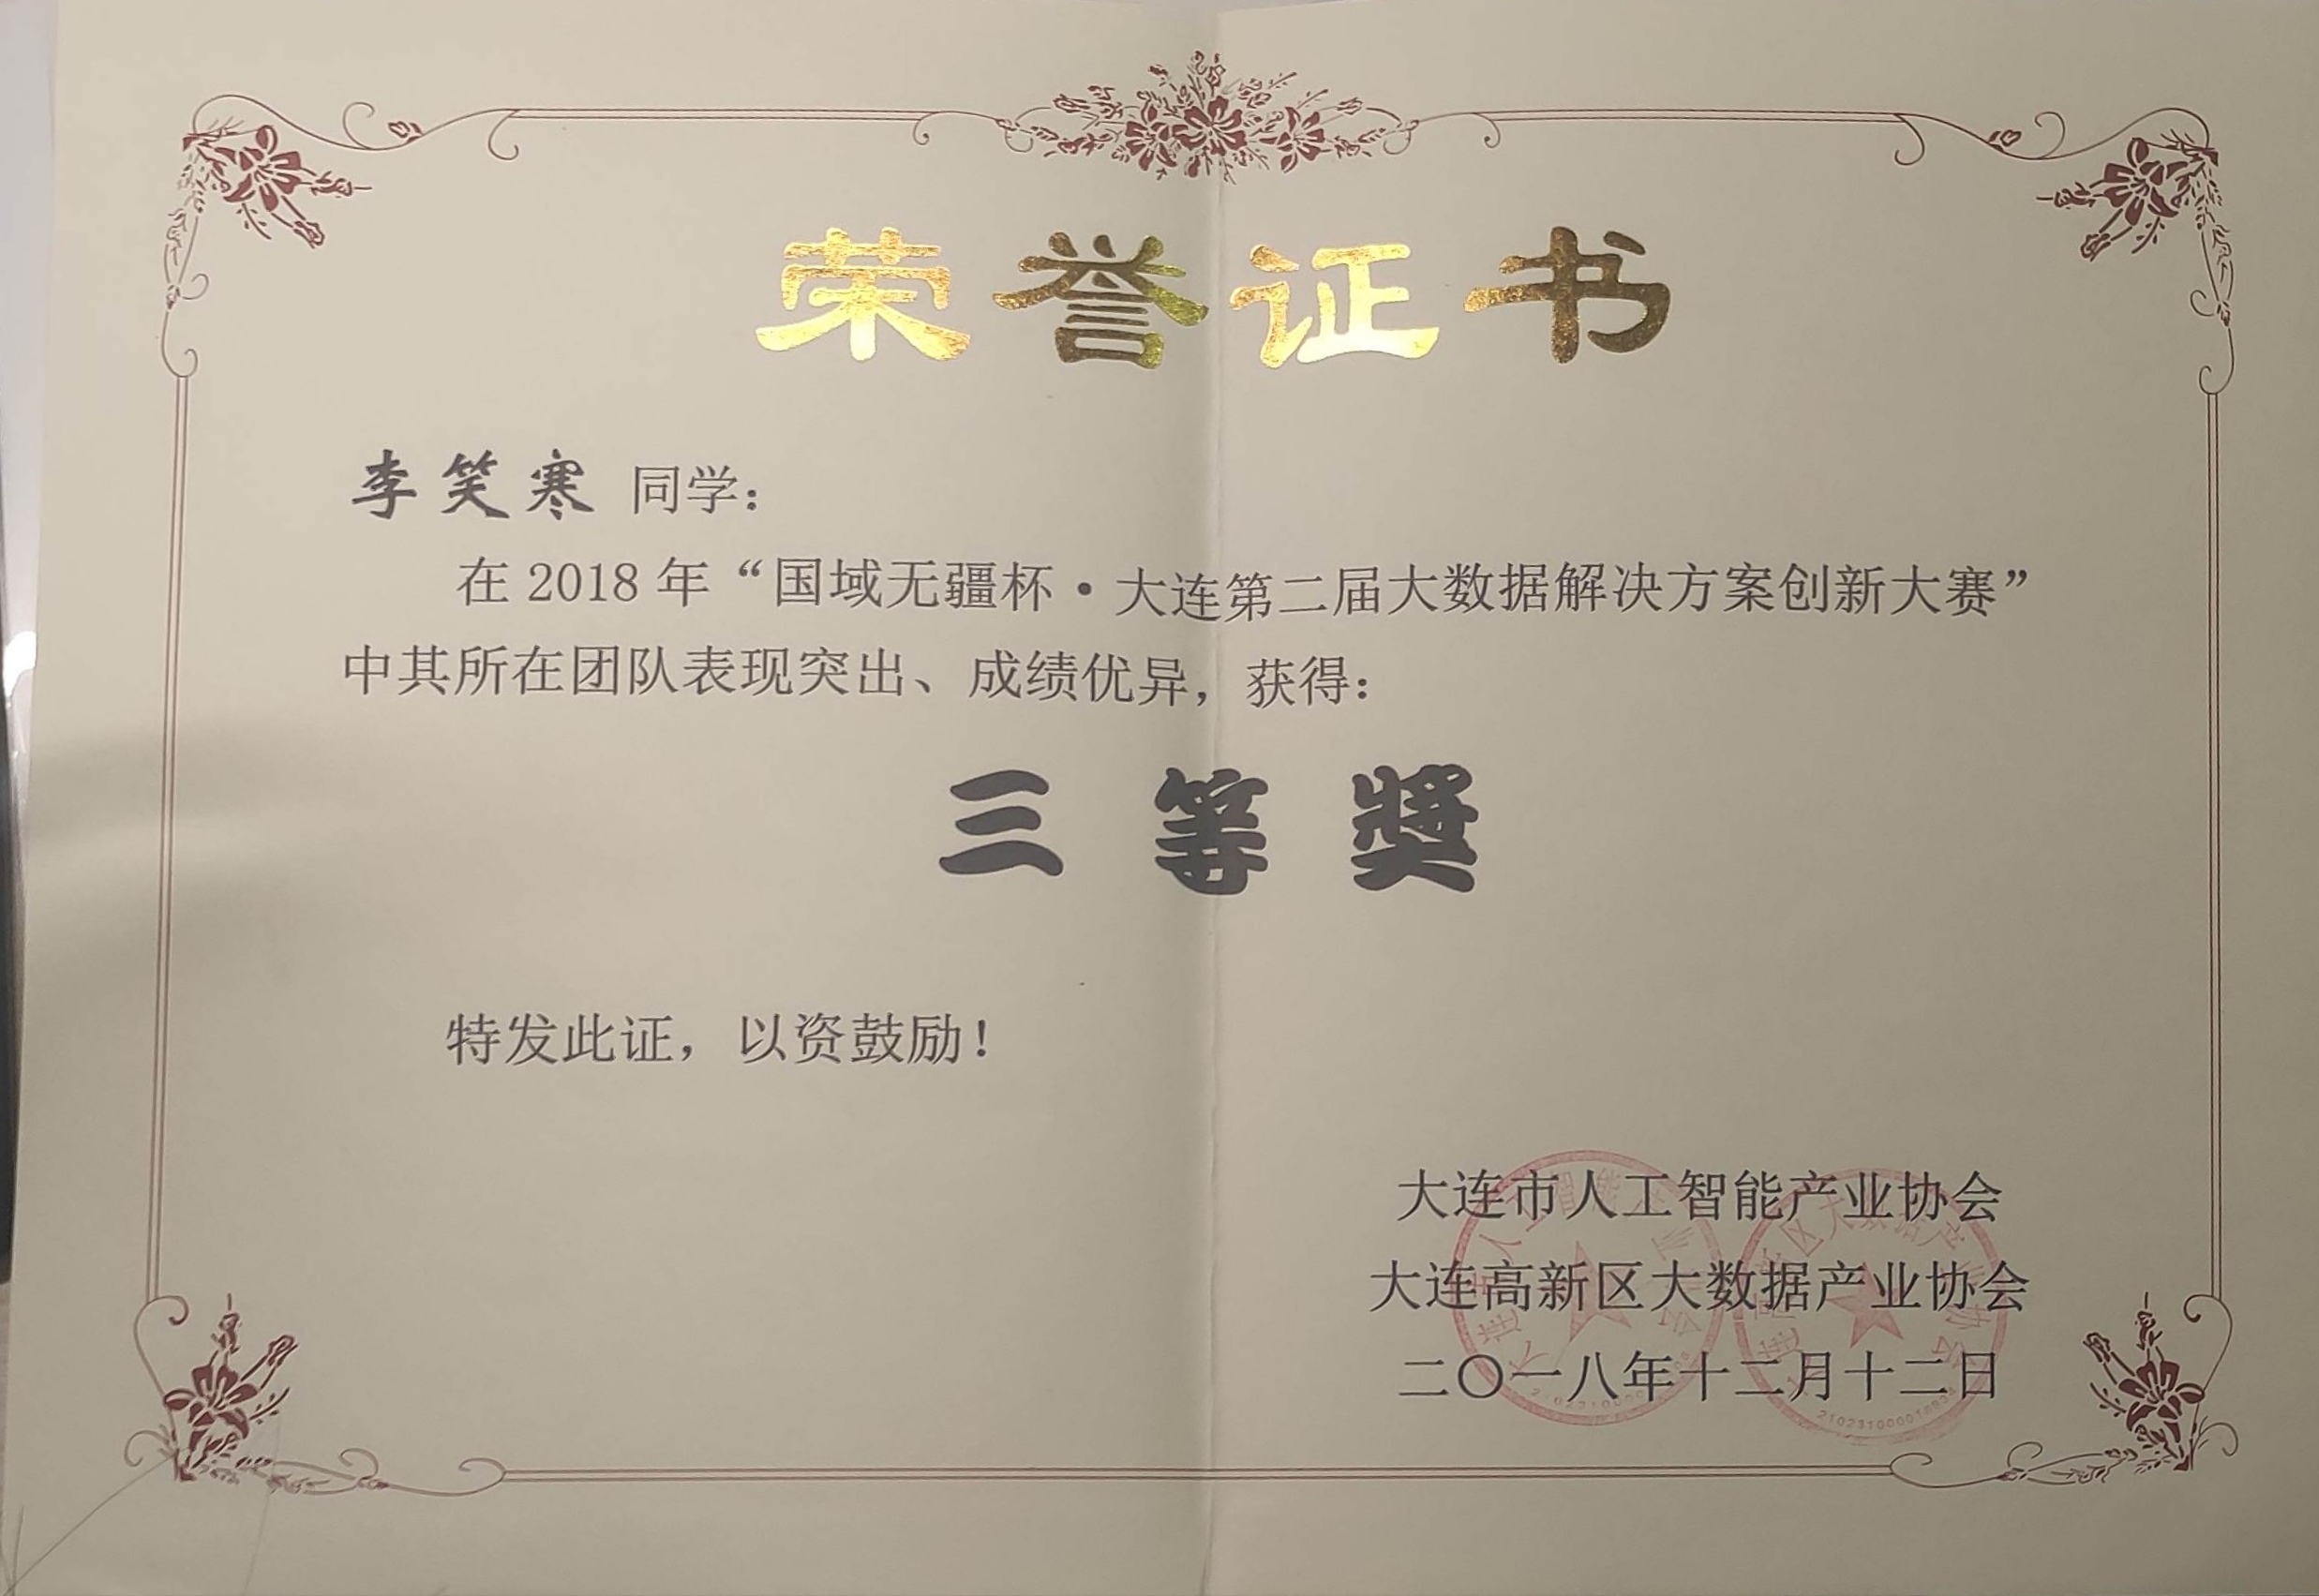 荣誉证书
李笑寒 同学：
在 2018 年“国域无疆杯·大连第二届大数据解决方案创新大赛”
中其所在团队表现突出、成绩优异，获得：
三等獎
特发此证，以资鼓励！
大连市人工智能产业协会
大连高新区大数据产业协会
二〇一八年十二月十二日